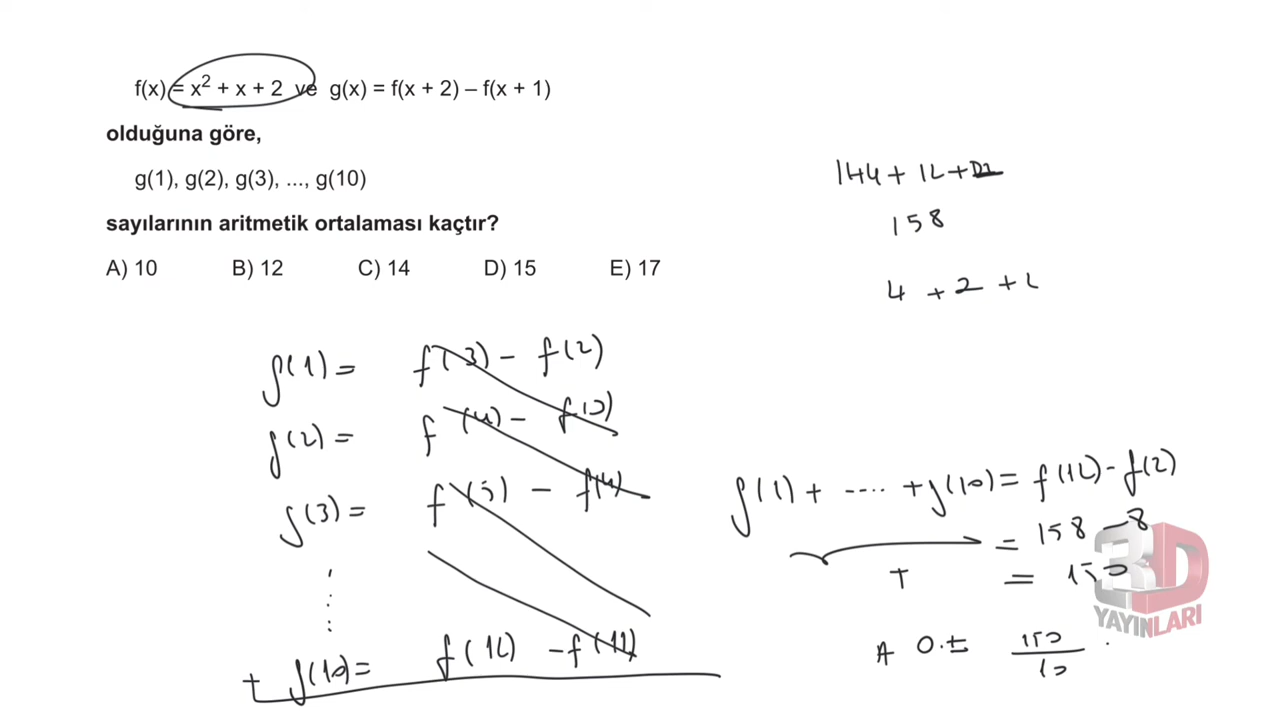 f(x) = x² + x + 2 ve g(x) = f(x + 2) – f(x + 1)
olduğuna göre,
g(1), g(2), g(3), ..., g(10)
sayılarının aritmetik ortalaması kaçtır?
A) 10 B) 12 C) 14 D) 15 E) 17
144 + 12 +
158
4 + 2 + 2
g(1) = f(3) - f(2)
g(2) = f(4) - f(3)
g(3) = f(5) - f(4)
g(10) = f(12) - f(11)
+
g(1) + .... + g(10) = f(12) - f(2)
= 158 - 8
T = 150
A O.= 150
10
3D
YAYINLARI